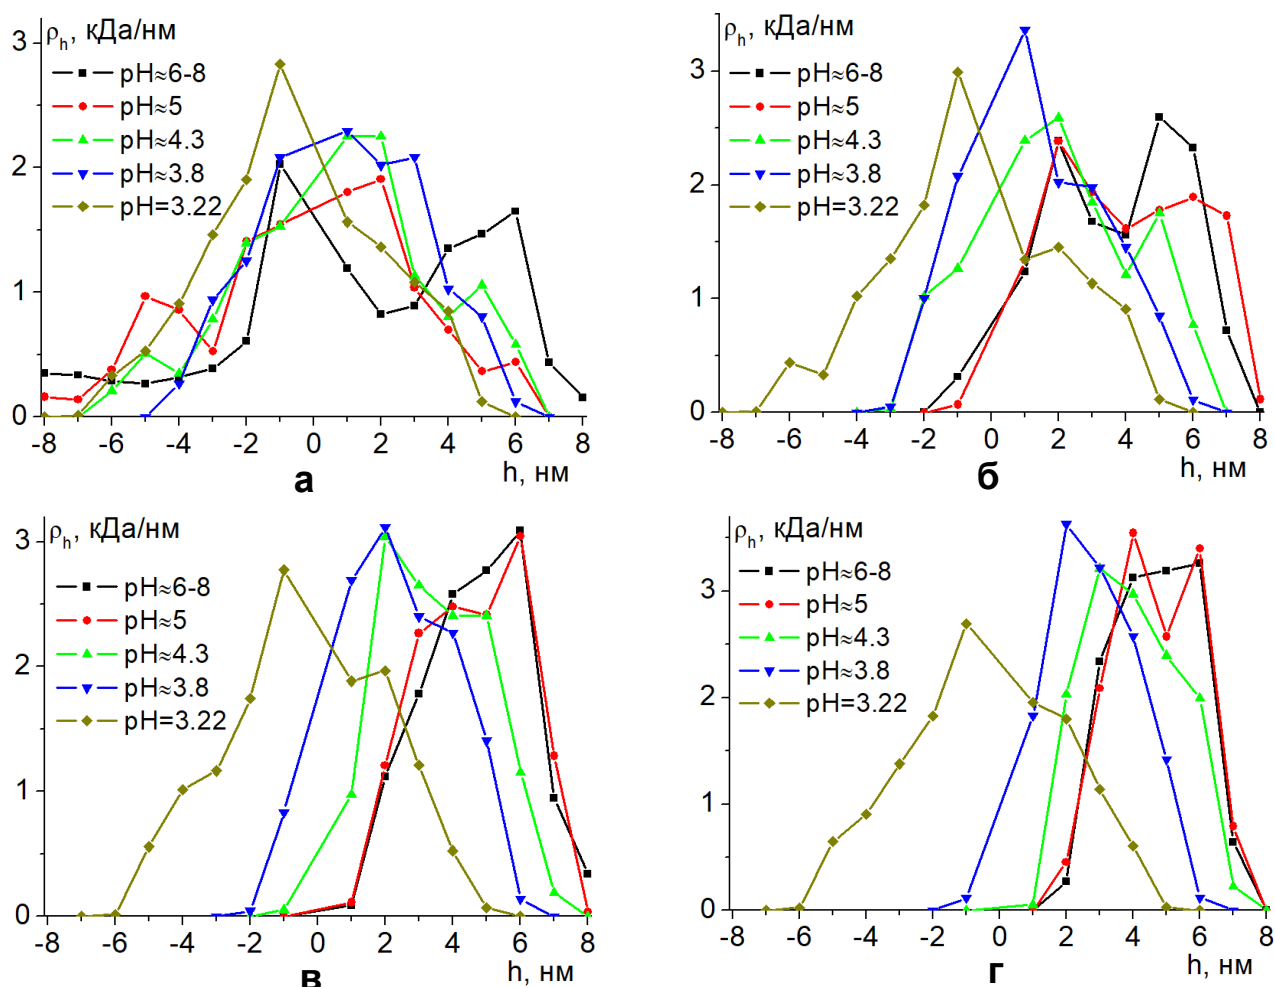 ρh, кДа/нм
3
2
1
0
pH≈6-8
pH≈5
pH≈4.3
pH≈3.8
pH=3.22
-8 -6 -4 -2 0 2 4 6 8
h, нм
а
ρh, кДа/нм
3
2
1
0
pH≈6-8
pH≈5
pH≈4.3
pH≈3.8
pH=3.22
-8 -6 -4 -2 0 2 4 6 8
h, нм
б
ρh, кДа/нм
3
2
1
0
pH≈6-8
pH≈5
pH≈4.3
pH≈3.8
pH=3.22
-8 -6 -4 -2 0 2 4 6 8
h, нм
в
ρh, кДа/нм
3
2
1
0
pH≈6-8
pH≈5
pH≈4.3
pH≈3.8
pH=3.22
-8 -6 -4 -2 0 2 4 6 8
h, нм
г